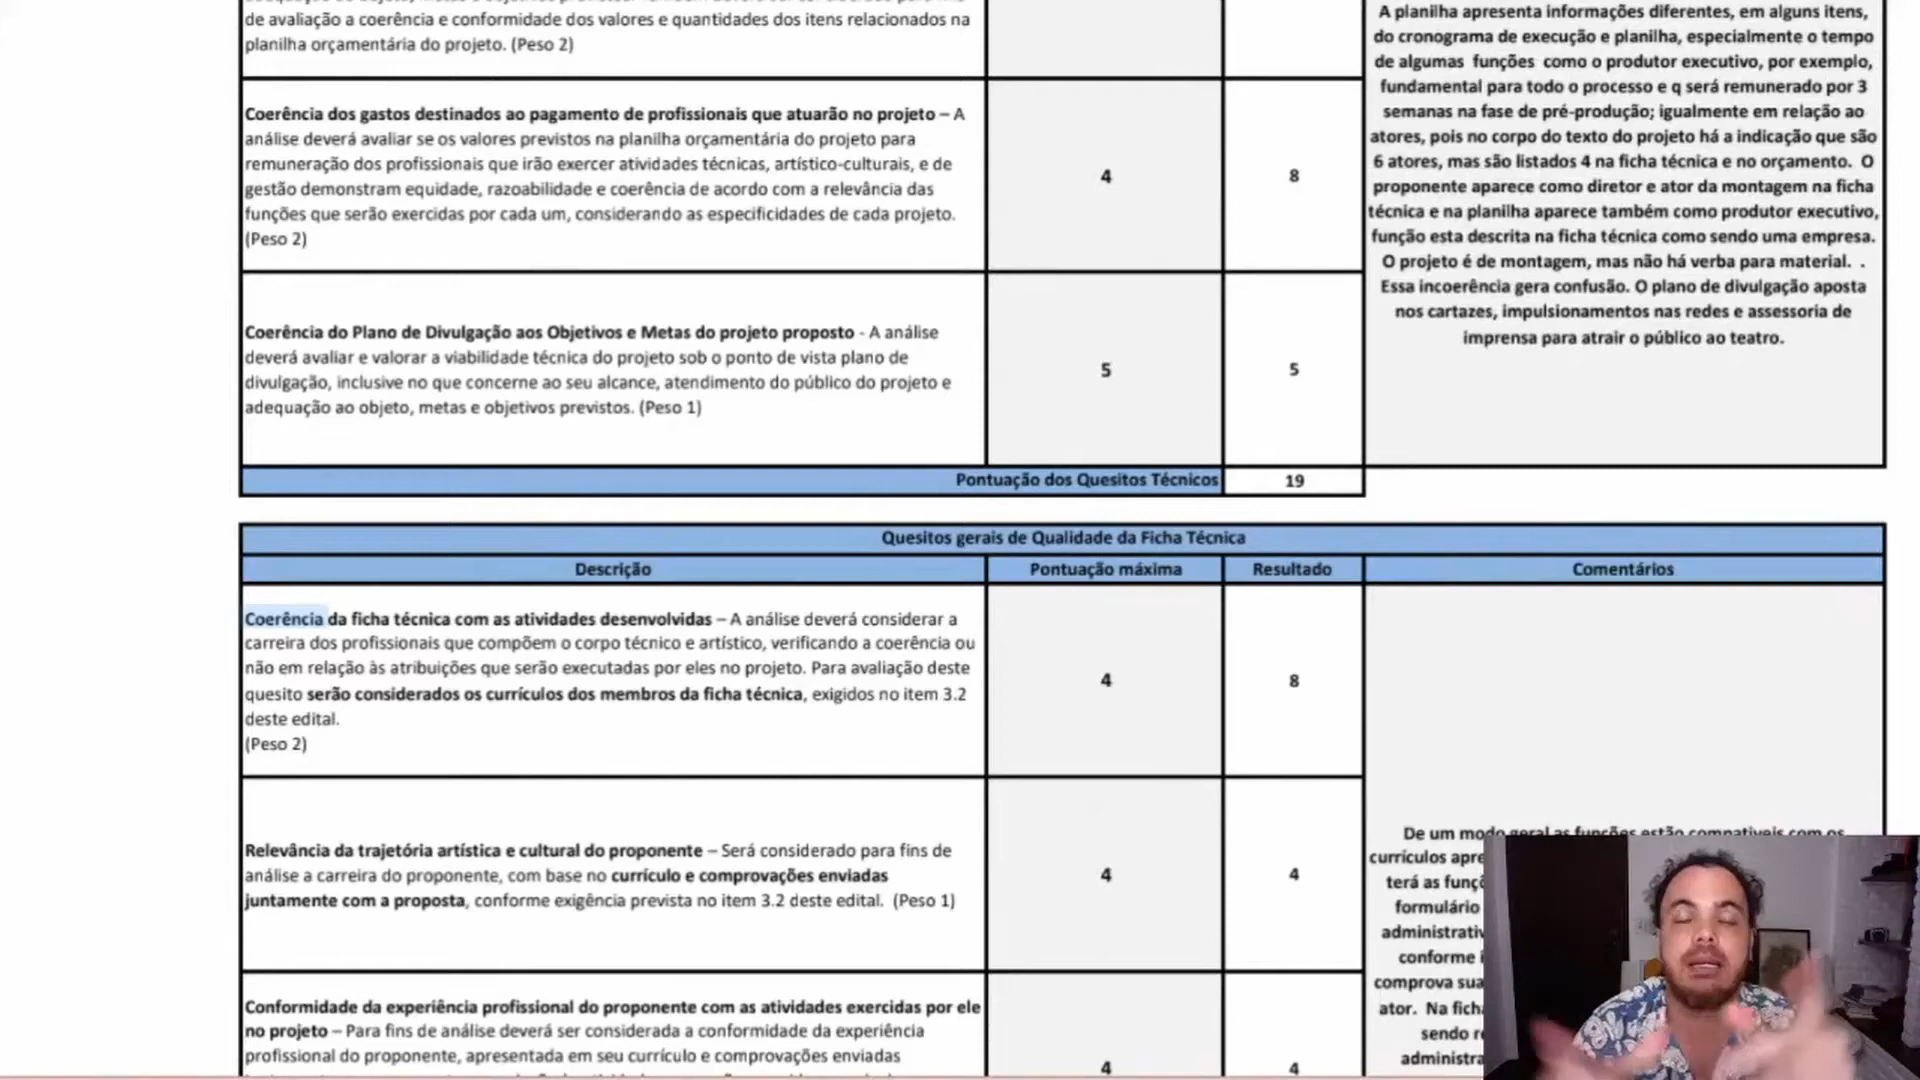 de avaliação a coerência e conformidade dos valores e quantidades dos itens relacionados na
planilha orçamentária do projeto. (Peso 2)
Coerência dos gastos destinados ao pagamento de profissionais que atuarão no projeto – A
análise deverá avaliar se os valores previstos na planilha orçamentária do projeto para
remuneração dos profissionais que irão exercer atividades técnicas, artístico-culturais, e de
gestão demonstram equidade, razoabilidade e coerência de acordo com a relevância das
funções que serão exercidas por cada um, considerando as especificidades de cada projeto.
(Peso 2)
4
8
Coerência do Plano de Divulgação aos Objetivos e Metas do projeto proposto - A análise
deverá avaliar e valorar a viabilidade técnica do projeto sob o ponto de vista plano de
divulgação, inclusive no que concerne ao seu alcance, atendimento do público do projeto e
adequação ao objeto, metas e objetivos previstos. (Peso 1)
5
5
A planilha apresenta informações diferentes, em alguns itens,
do cronograma de execução e planilha, especialmente o tempo
de algumas funções como o produtor executivo, por exemplo,
fundamental para todo o processo e q será remunerado por 3
semanas na fase de pré-produção; igualmente em relação ao
atores, pois no corpo do texto do projeto há a indicação que são
6 atores, mas são listados 4 na ficha técnica e no orçamento. O
proponente aparece como diretor e ator da montagem na ficha
técnica e na planilha aparece também como produtor executivo,
função esta descrita na ficha técnica como sendo uma empresa.
O projeto é de montagem, mas não há verba para material. .
Essa incoerência gera confusão. O plano de divulgação aposta
nos cartazes, impulsionamentos nas redes e assessoria de
imprensa para atrair o público ao teatro.
Pontuação dos Quesitos Técnicos
19
Quesitos gerais de Qualidade da Ficha Técnica
Descrição
Pontuação máxima
Resultado
Comentários
Coerência da ficha técnica com as atividades desenvolvidas – A análise deverá considerar a
carreira dos profissionais que compõem o corpo técnico e artístico, verificando a coerência ou
não em relação às atribuições que serão executadas por eles no projeto. Para avaliação deste
quesito serão considerados os currículos dos membros da ficha técnica, exigidos no item 3.2
deste edital.
(Peso 2)
4
8
Relevância da trajetória artística e cultural do proponente – Será considerado para fins de
análise a carreira do proponente, com base no currículo e comprovações enviadas
juntamente com a proposta, conforme exigência prevista no item 3.2 deste edital. (Peso 1)
4
4
Conformidade da experiência profissional do proponente com as atividades exercidas por ele
no projeto – Para fins de análise deverá ser considerada a conformidade da experiência
profissional do proponente, apresentada em seu currículo e comprovações enviadas
4
4
De um modo geral as funções estão compatíveis com os
currículos
terá as
formulário
conforme
comprova sua
ator. Na
sendo